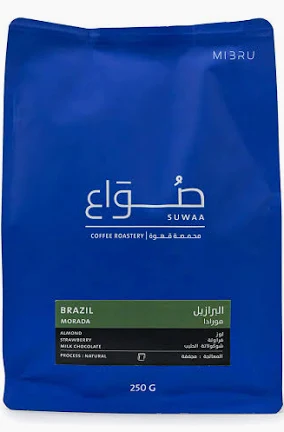 MIBRU
صُوَاع
SUWAA
COFFEE ROASTERY | محمصة قهوة
BRAZIL البرازيل
MORADA مورادا
ALMOND لوز
STRAWBERRY فراولة
MILK CHOCOLATE شوكولاتة الحليب
PROCESS : NATURAL المعالجة : مجففة
250 G